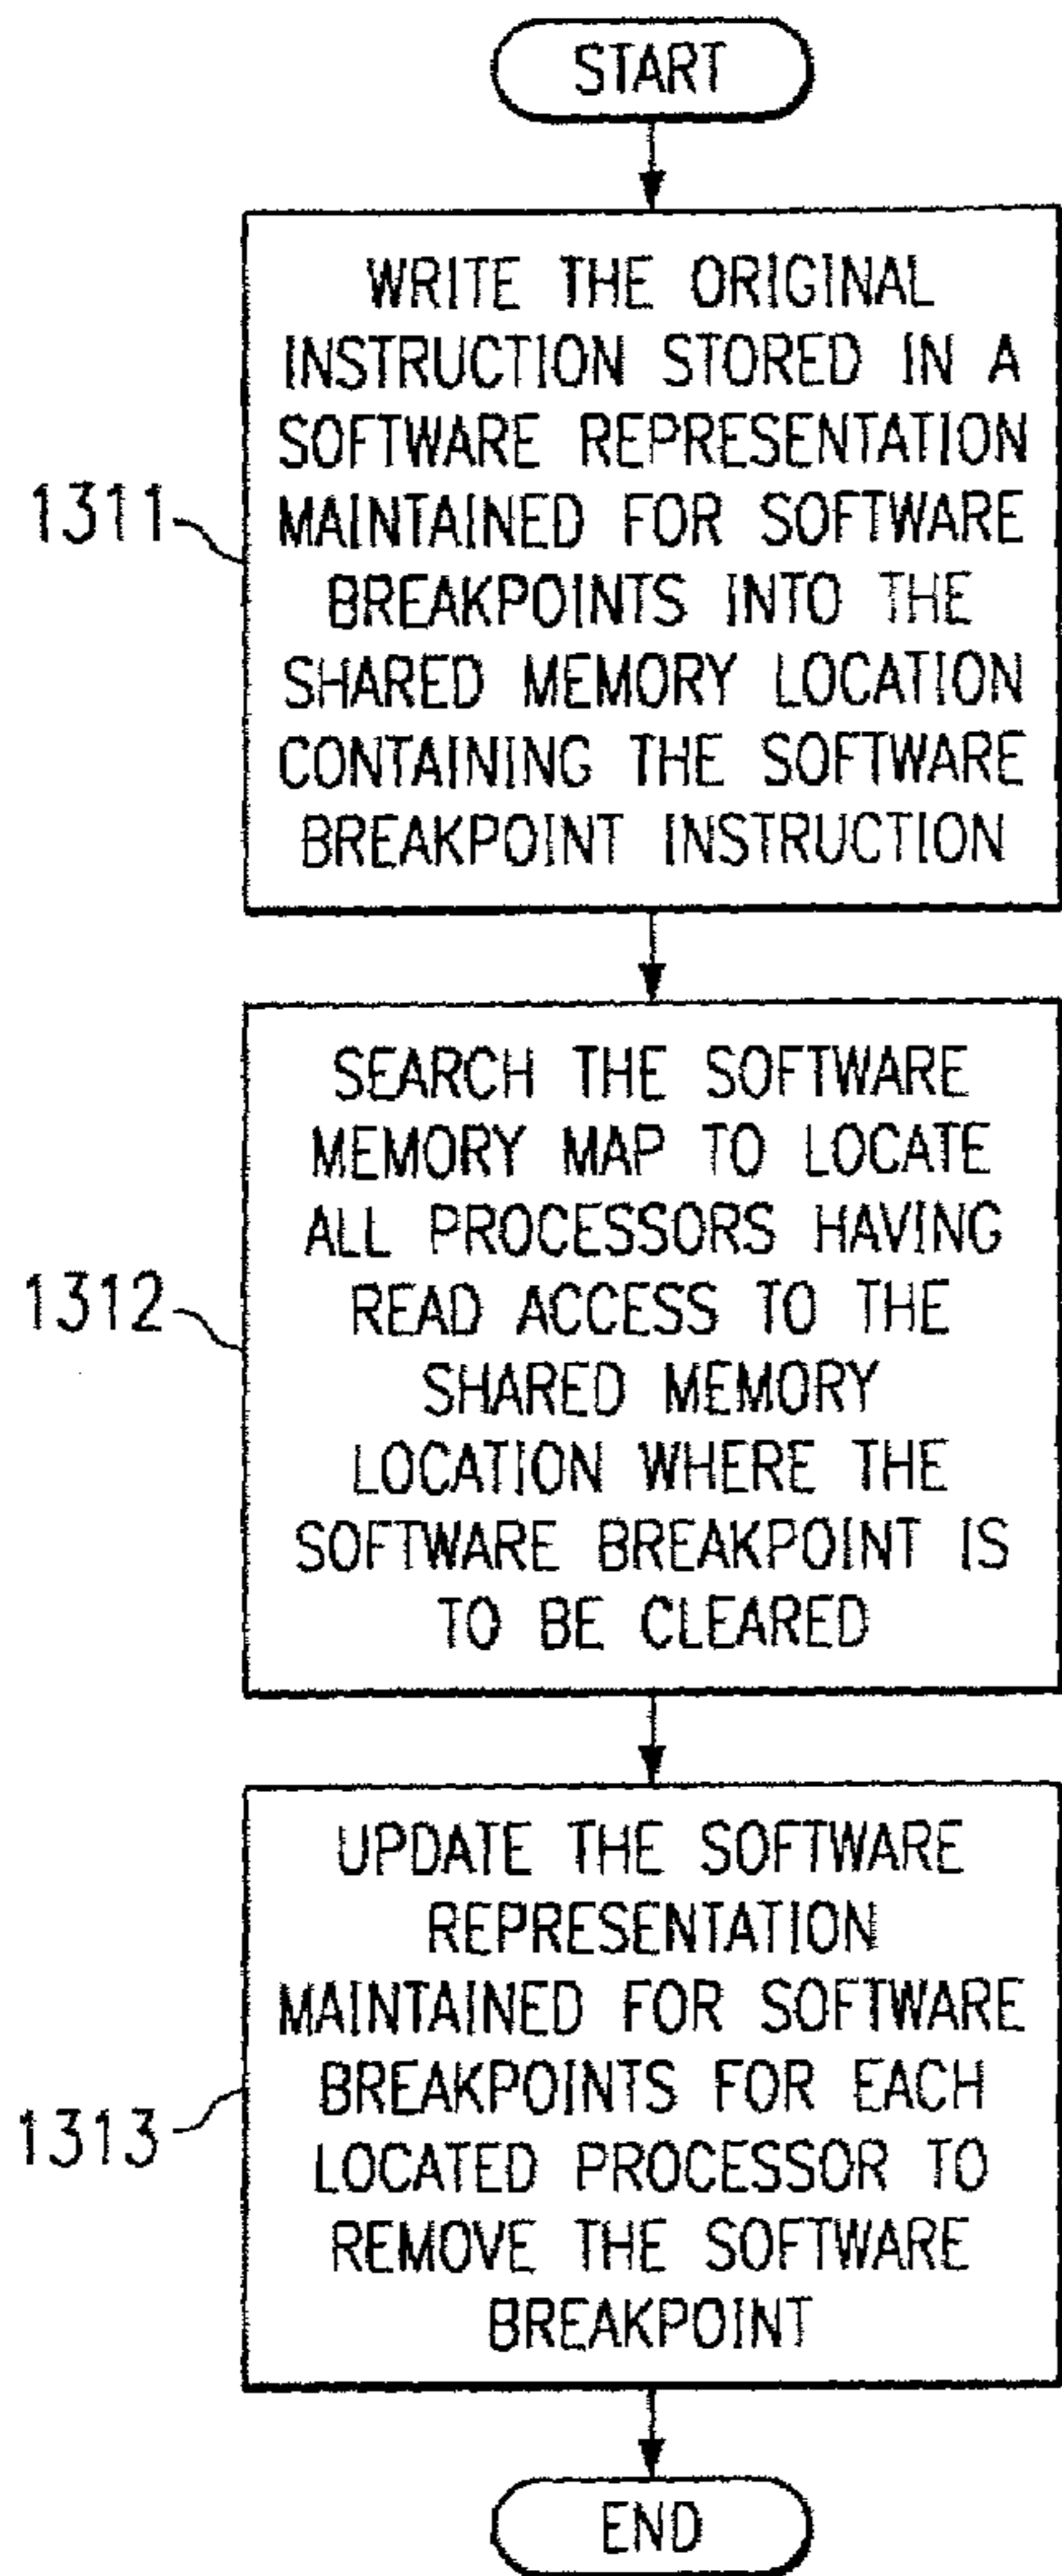 START
WRITE THE ORIGINAL
INSTRUCTION STORED IN A
SOFTWARE REPRESENTATION
MAINTAINED FOR SOFTWARE
BREAKPOINTS INTO THE
SHARED MEMORY LOCATION
CONTAINING THE SOFTWARE
BREAKPOINT INSTRUCTION
1311
SEARCH THE SOFTWARE
MEMORY MAP TO LOCATE
ALL PROCESSORS HAVING
READ ACCESS TO THE
SHARED MEMORY
LOCATION WHERE THE
SOFTWARE BREAKPOINT IS
TO BE CLEARED
1312
UPDATE THE SOFTWARE
REPRESENTATION
MAINTAINED FOR SOFTWARE
BREAKPOINTS FOR EACH
LOCATED PROCESSOR TO
REMOVE THE SOFTWARE
BREAKPOINT
1313
END